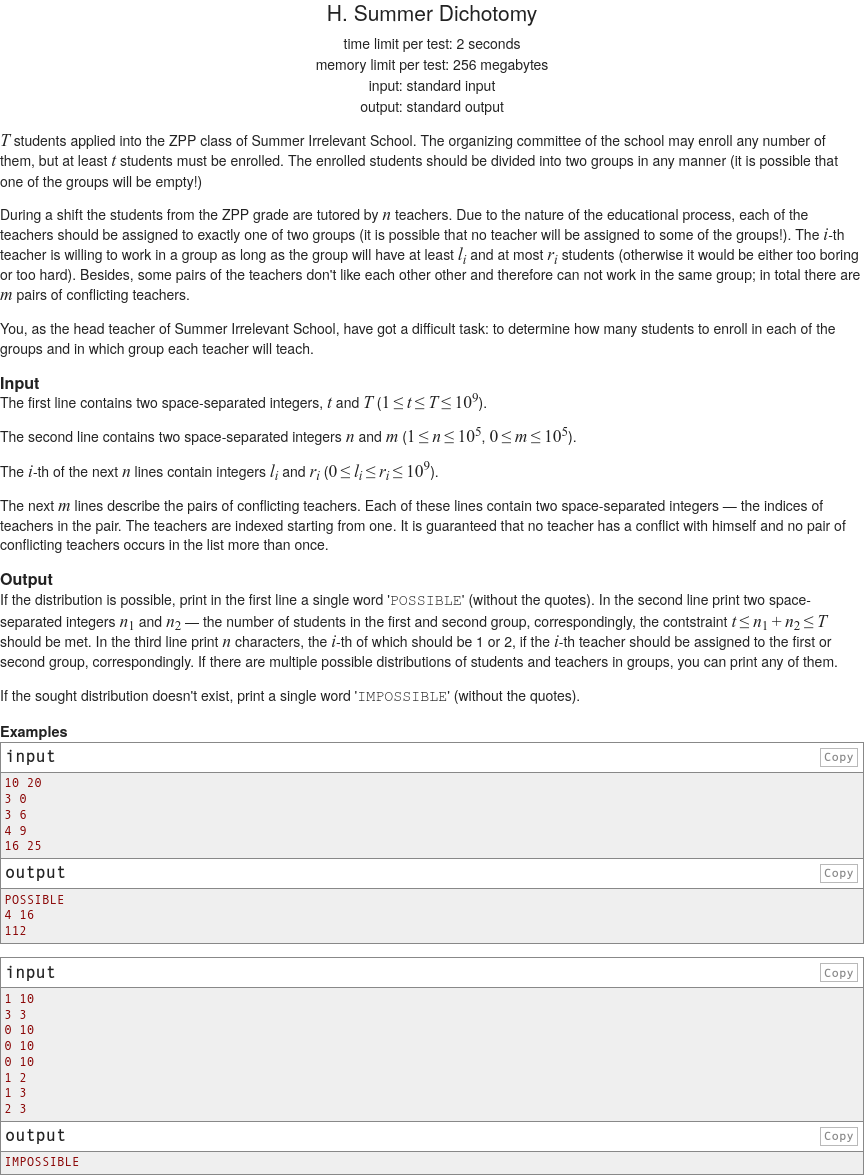 H. Summer Dichotomy
time limit per test: 2 seconds
memory limit per test: 256 megabytes
input: standard input
output: standard output
T students applied into the ZPP class of Summer Irrelevant School. The organizing committee of the school may enroll any number of
them, but at least t students must be enrolled. The enrolled students should be divided into two groups in any manner (it is possible that
one of the groups will be empty!)
During a shift the students from the ZPP grade are tutored by n teachers. Due to the nature of the educational process, each of the
teachers should be assigned to exactly one of two groups (it is possible that no teacher will be assigned to some of the groups!). The i-th
teacher is willing to work in a group as long as the group will have at least l_i and at most r_i students (otherwise it would be either too boring
or too hard). Besides, some pairs of the teachers don't like each other other and therefore can not work in the same group; in total there are
m pairs of conflicting teachers.
You, as the head teacher of Summer Irrelevant School, have got a difficult task: to determine how many students to enroll in each of the
groups and in which group each teacher will teach.
Input
The first line contains two space-separated integers, t and T (1 ≤ t ≤ T ≤ 10^9).
The second line contains two space-separated integers n and m (1 ≤ n ≤ 10^5, 0 ≤ m ≤ 10^5).
The i-th of the next n lines contain integers l_i and r_i (0 ≤ l_i ≤ r_i ≤ 10^9).
The next m lines describe the pairs of conflicting teachers. Each of these lines contain two space-separated integers — the indices of
teachers in the pair. The teachers are indexed starting from one. It is guaranteed that no teacher has a conflict with himself and no pair of
conflicting teachers occurs in the list more than once.
Output
If the distribution is possible, print in the first line a single word 'POSSIBLE' (without the quotes). In the second line print two space-
separated integers n_1 and n_2 — the number of students in the first and second group, correspondingly, the contstraint t ≤ n_1 + n_2 ≤ T
should be met. In the third line print n characters, the i-th of which should be 1 or 2, if the i-th teacher should be assigned to the first or
second group, correspondingly. If there are multiple possible distributions of students and teachers in groups, you can print any of them.
If the sought distribution doesn't exist, print a single word 'IMPOSSIBLE' (without the quotes).
Examples
input Copy
10 20
3 0
3 6
4 9
16 25
output Copy
POSSIBLE
4 16
112
input Copy
1 10
3 3
0 10
0 10
0 10
1 2
1 3
2 3
output Copy
IMPOSSIBLE